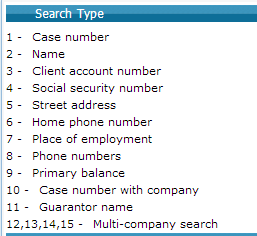 Search Type
1 - Case number
2 - Name
3 - Client account number
4 - Social security number
5 - Street address
6 - Home phone number
7 - Place of employment
8 - Phone numbers
9 - Primary balance
10 - Case number with company
11 - Guarantor name
12,13,14,15 - Multi-company search